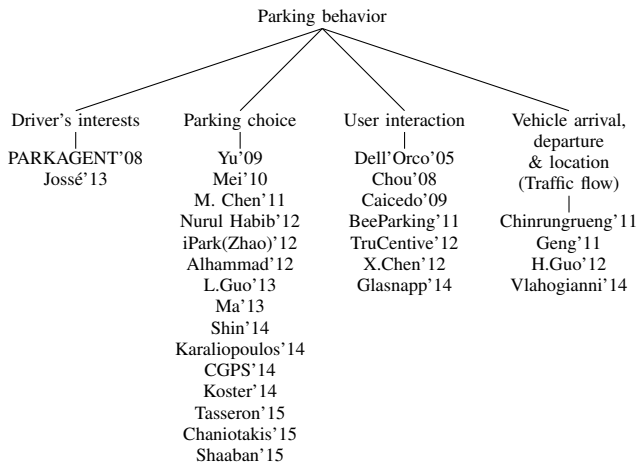 Parking behavior
Driver's interests
PARKAGENT'08
Jossé'13
Parking choice
Yu'09
Mei'10
M. Chen'11
Nurul Habib'12
iPark(Zhao)'12
Alhammad'12
L.Guo'13
Ma'13
Shin'14
Karaliopoulos'14
CGPS'14
Koster'14
Tasseron'15
Chaniotakis'15
Shaaban'15
User interaction
Dell'Orco'05
Chou'08
Caicedo'09
BeeParking'11
TruCentive'12
X.Chen'12
Glasnapp'14
Vehicle arrival,
departure
& location
(Traffic flow)
Chinrungrueng'11
Geng'11
H.Guo'12
Vlahogianni'14